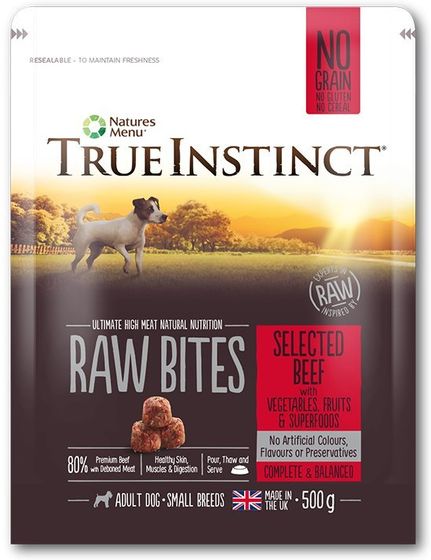 RESEALABLE - TO MAINTAIN FRESHNESS
NO
GRAIN
NO GLUTEN
NO CEREAL
Natures
Menu
TRUE INSTINCT®
EXPERTS IN
RAW
INSPIRED BY
ULTIMATE HIGH MEAT NATURAL NUTRITION
RAW BITES
SELECTED
BEEF
with
VEGETABLES, FRUITS
& SUPERFOODS
No Artificial Colours,
Flavours or Preservatives
COMPLETE & BALANCED
80% Premium Beef
with Deboned Meat
Healthy Skin,
Muscles & Digestion
Pour, Thaw and
Serve
ADULT DOG • SMALL BREEDS
MADE IN
THE UK • 500g